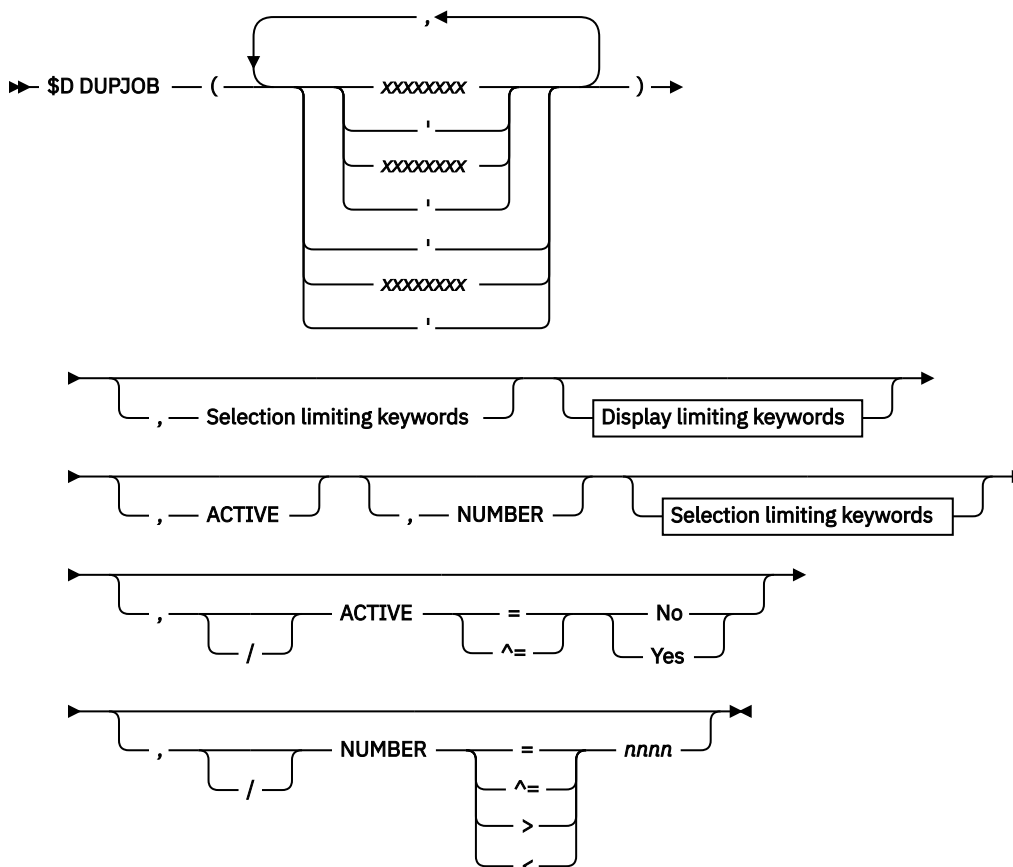 ,
$D DUPJOB ( xxxxxxxx )
'
xxxxxxxx
'
'
xxxxxxxx
'
, Selection limiting keywords Display limiting keywords
, ACTIVE , NUMBER Selection limiting keywords
, / ACTIVE = ^= No Yes
, / NUMBER = ^= > < nnnn